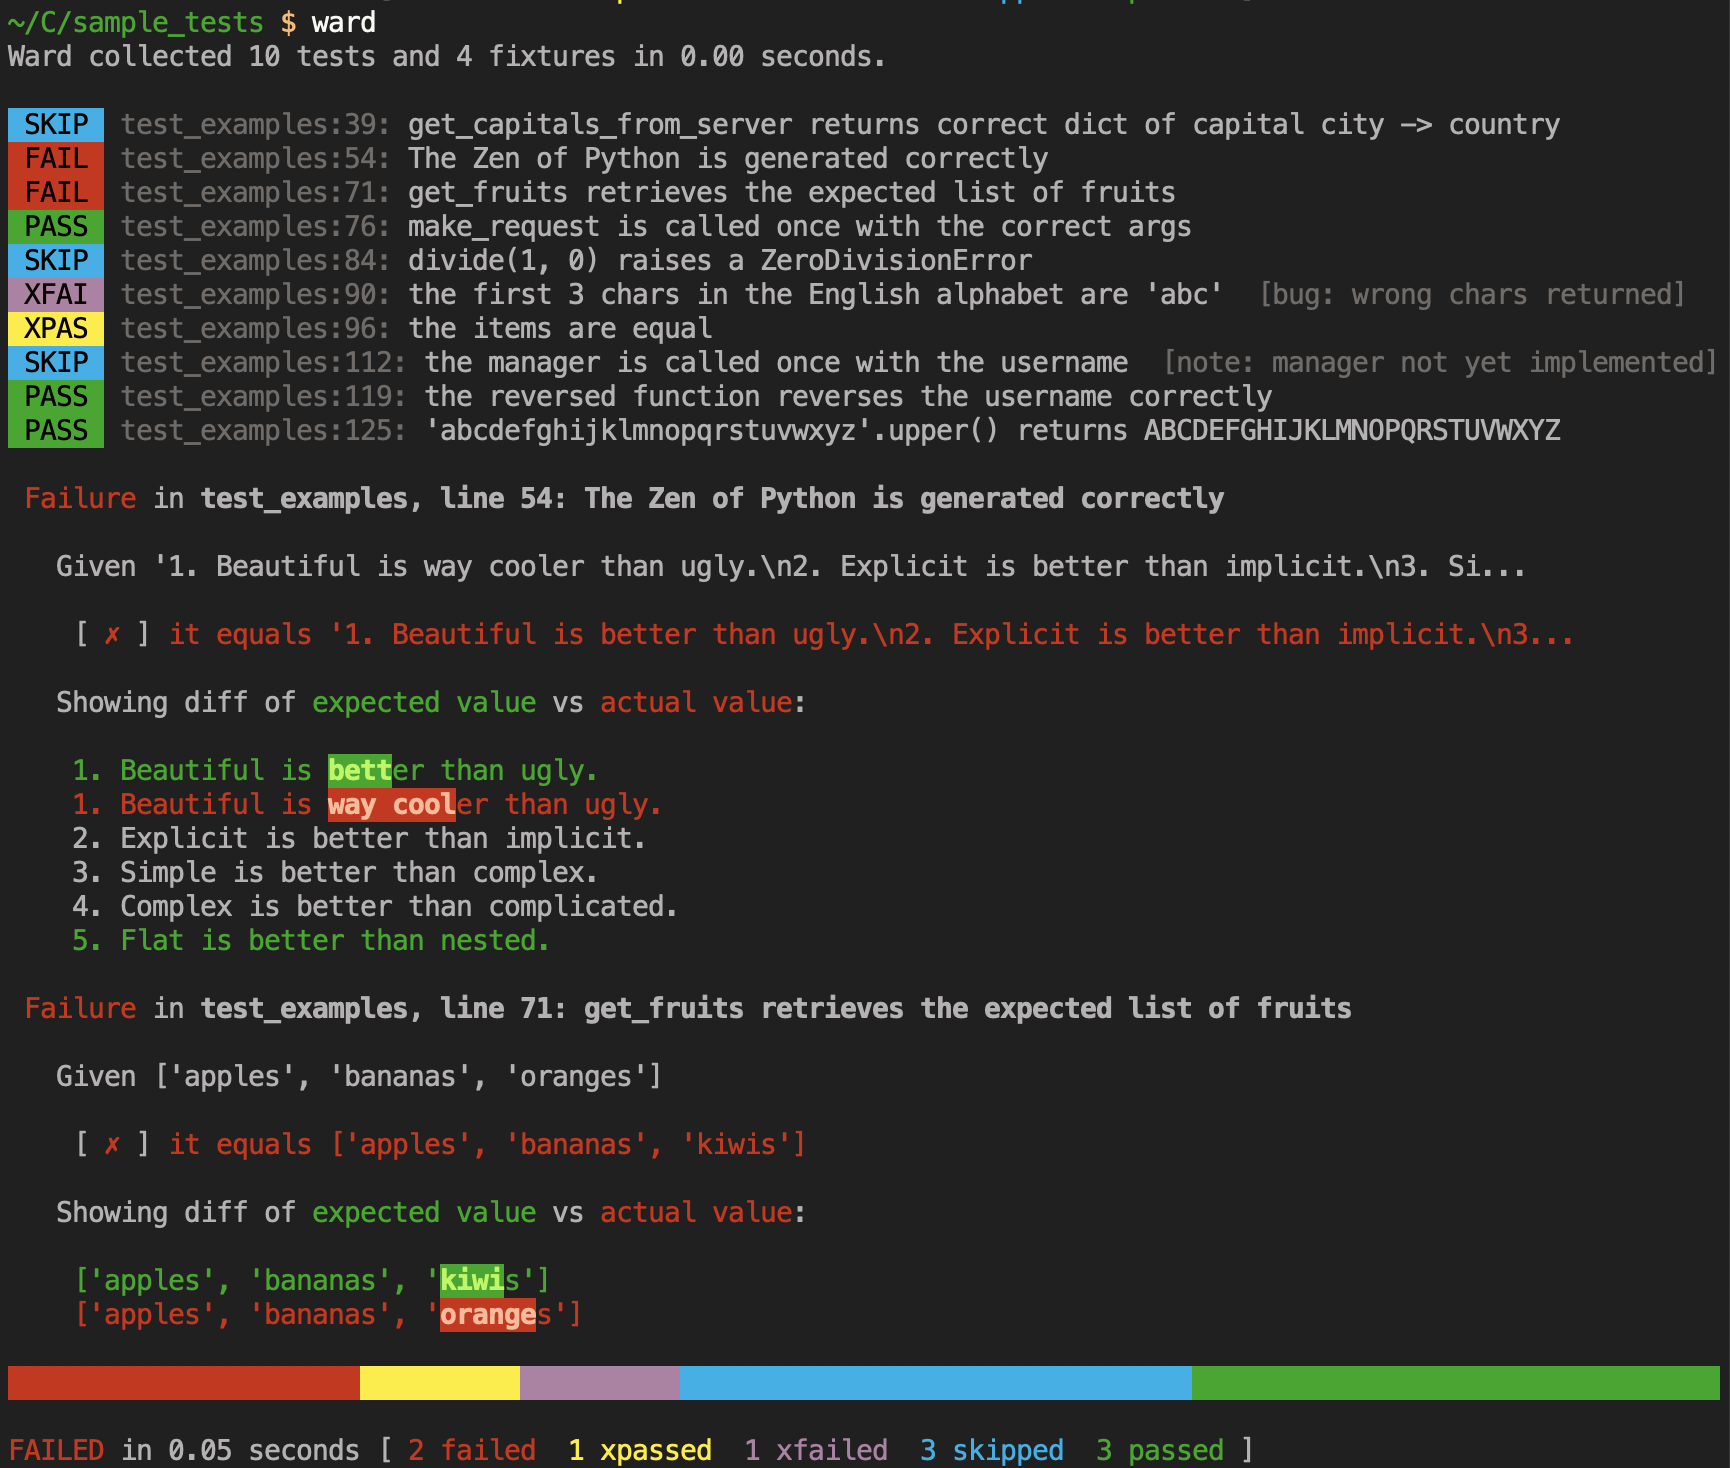 ~/C/sample_tests $ ward
Ward collected 10 tests and 4 fixtures in 0.00 seconds.
SKIP test_examples:39: get_capitals_from_server returns correct dict of capital city -> country
FAIL test_examples:54: The Zen of Python is generated correctly
FAIL test_examples:71: get_fruits retrieves the expected list of fruits
PASS test_examples:76: make_request is called once with the correct args
SKIP test_examples:84: divide(1, 0) raises a ZeroDivisionError
XFAI test_examples:90: the first 3 chars in the English alphabet are 'abc' [bug: wrong chars returned]
XPAS test_examples:96: the items are equal
SKIP test_examples:112: the manager is called once with the username [note: manager not yet implemented]
PASS test_examples:119: the reversed function reverses the username correctly
PASS test_examples:125: 'abcdefghijklmnopqrstuvwxyz'.upper() returns ABCDEFGHIJKLMNOPQRSTUVWXYZ
Failure in test_examples, line 54: The Zen of Python is generated correctly
Given '1. Beautiful is way cooler than ugly.\n2. Explicit is better than implicit.\n3. Si...
[ ✗ ] it equals '1. Beautiful is better than ugly.\n2. Explicit is better than implicit.\n3...
Showing diff of expected value vs actual value:
1. Beautiful is better than ugly.
1. Beautiful is way cooler than ugly.
2. Explicit is better than implicit.
3. Simple is better than complex.
4. Complex is better than complicated.
5. Flat is better than nested.
Failure in test_examples, line 71: get_fruits retrieves the expected list of fruits
Given ['apples', 'bananas', 'oranges']
[ ✗ ] it equals ['apples', 'bananas', 'kiwis']
Showing diff of expected value vs actual value:
['apples', 'bananas', 'kiwis']
['apples', 'bananas', 'oranges']
FAILED in 0.05 seconds [ 2 failed 1 xpassed 1 xfailed 3 skipped 3 passed ]